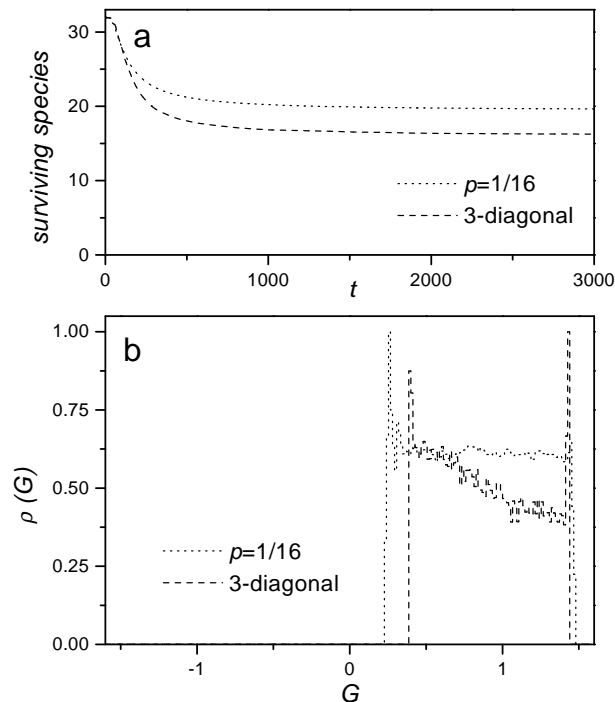 a
30
20
10
0
surviving species
p=1/16
3-diagonal
0
1000
2000
3000
t
b
1.00
0.75
0.50
0.25
0.00
ρ (G)
p=1/16
3-diagonal
-1
0
1
G